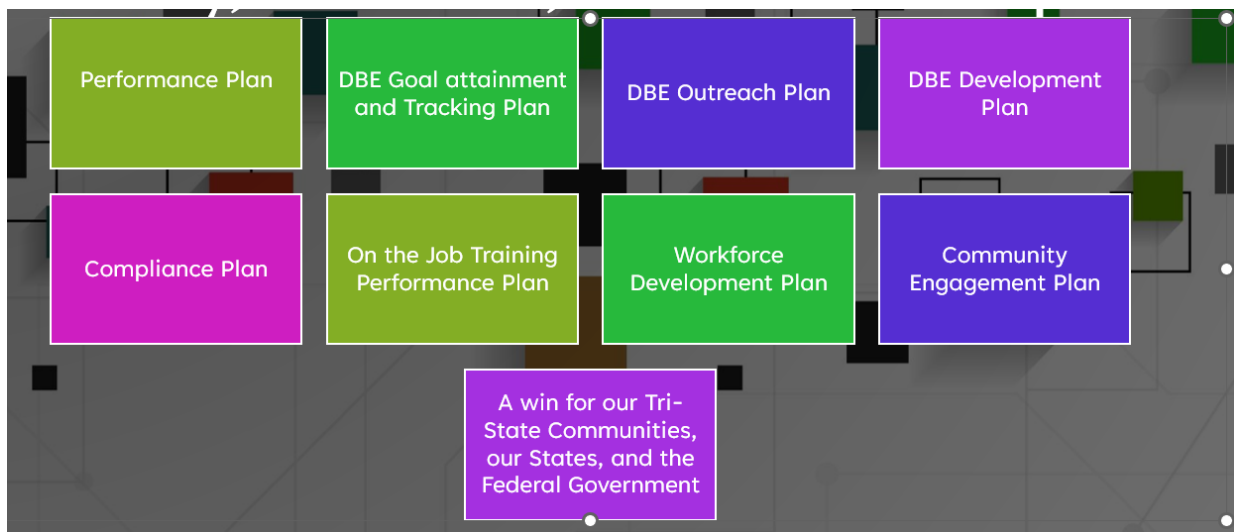 Performance Plan
DBE Goal attainment
and Tracking Plan
DBE Outreach Plan
DBE Development
Plan
Compliance Plan
On the Job Training
Performance Plan
Workforce
Development Plan
Community
Engagement Plan
A win for our Tri-
State Communities,
our States, and the
Federal Government